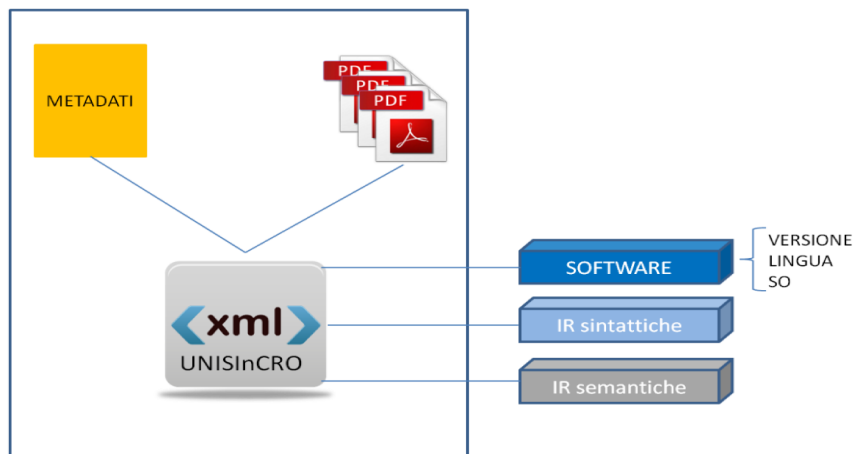 METADATI
PDF
PDF
PDF
xml
UNISInCRO
SOFTWARE
IR sintattiche
IR semantiche
VERSIONE
LINGUA
SO